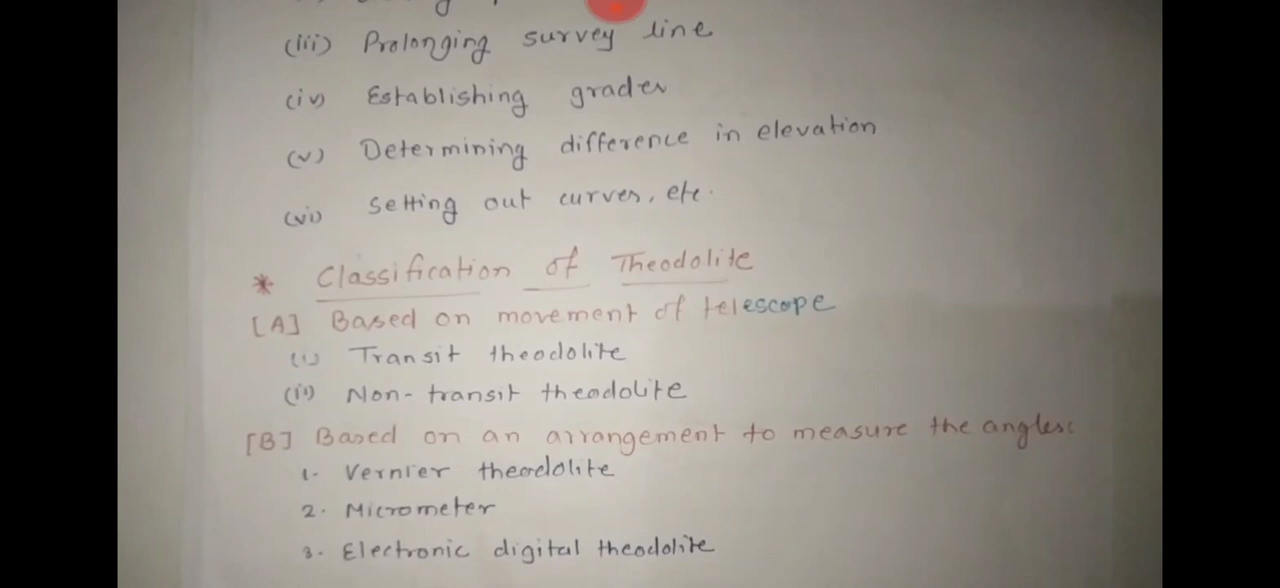 (iii) Prolonging survey line
(iv) Establishing grades
(v) Determining difference in elevation
(vi) Setting out curves, etc.
* Classification of Theodolite
[A] Based on movement of telescope
(i) Transit theodolite
(ii) Non-transit theodolite
[B] Based on an arrangement to measure the angles
1. Vernier theodolite
2. Micrometer
3. Electronic digital theodolite